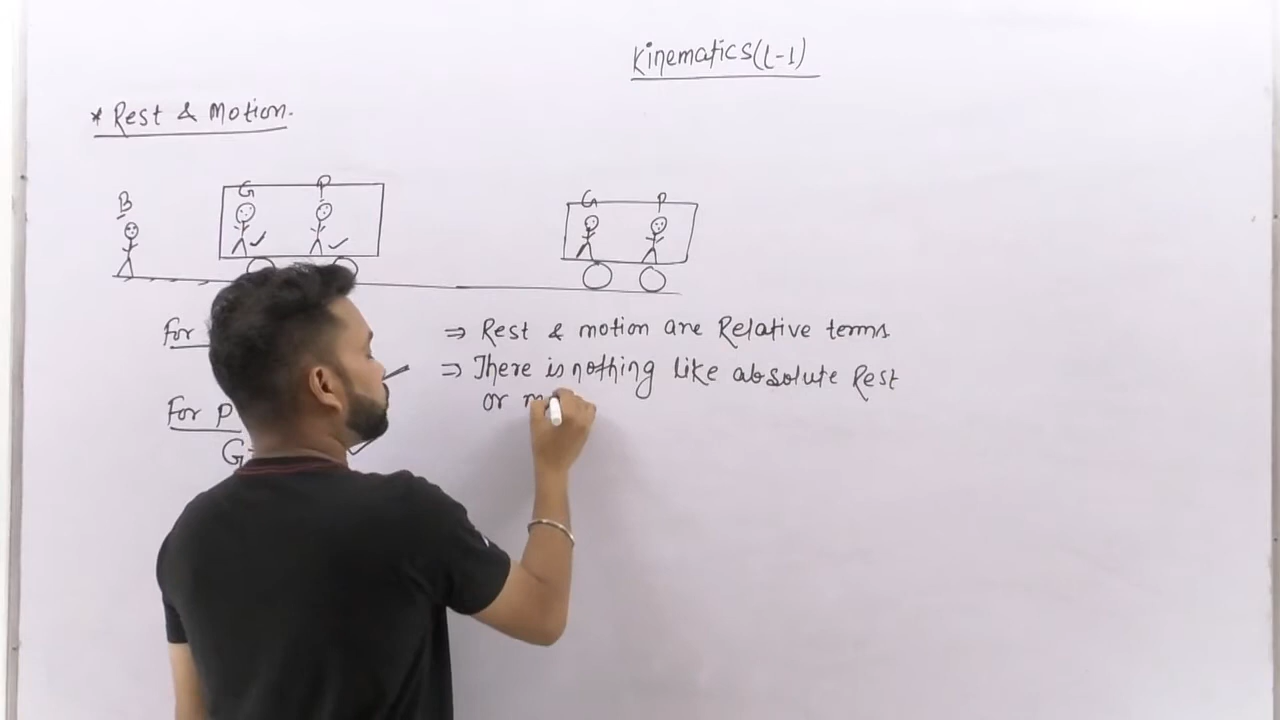 Kinematics(L-1)
* Rest & Motion.
B
G P
G P
For
⇒ Rest & motion are Relative terms
⇒ There is nothing like absolute Rest
or
For P
G